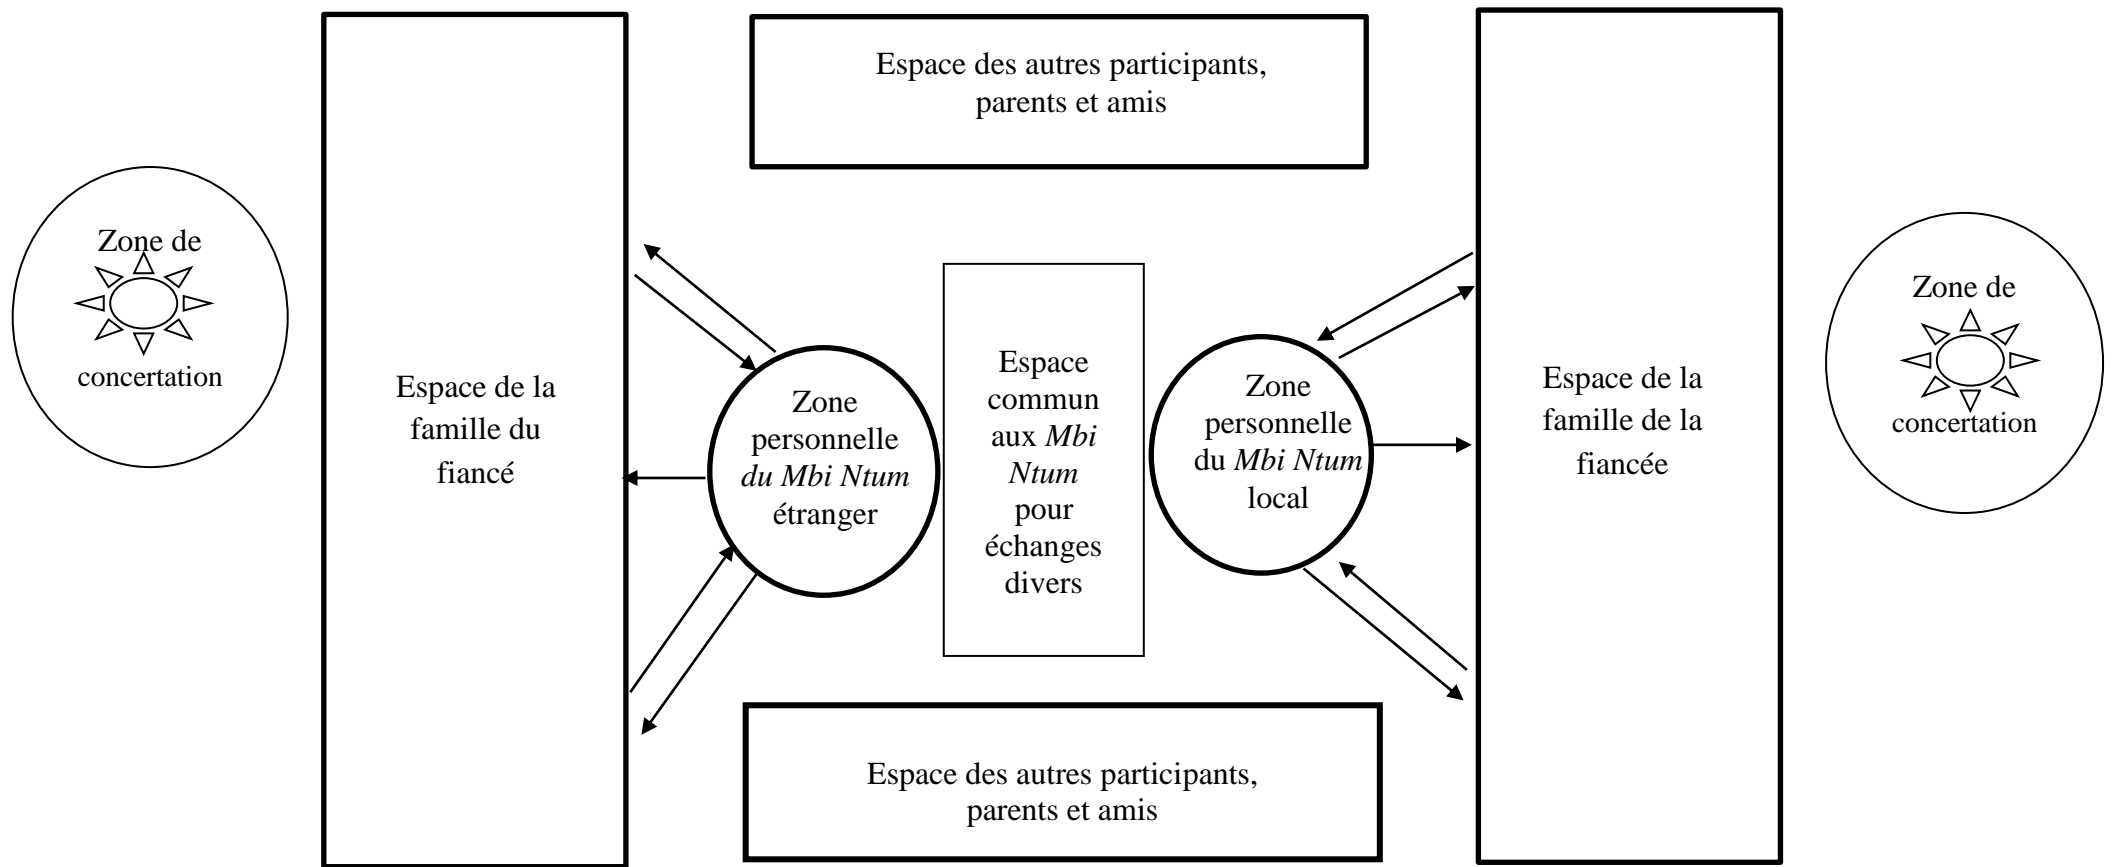 Espace des autres participants,
parents et amis
Zone de
concertation
Espace de la
famille du
fiancé
Zone
personnelle
du Mbi Ntum
étranger
Espace
commun
aux Mbi
Ntum
pour
échanges
divers
Zone
personnelle
du Mbi Ntum
local
Espace de la
famille de la
fiancée
Zone de
concertation
Espace des autres participants,
parents et amis